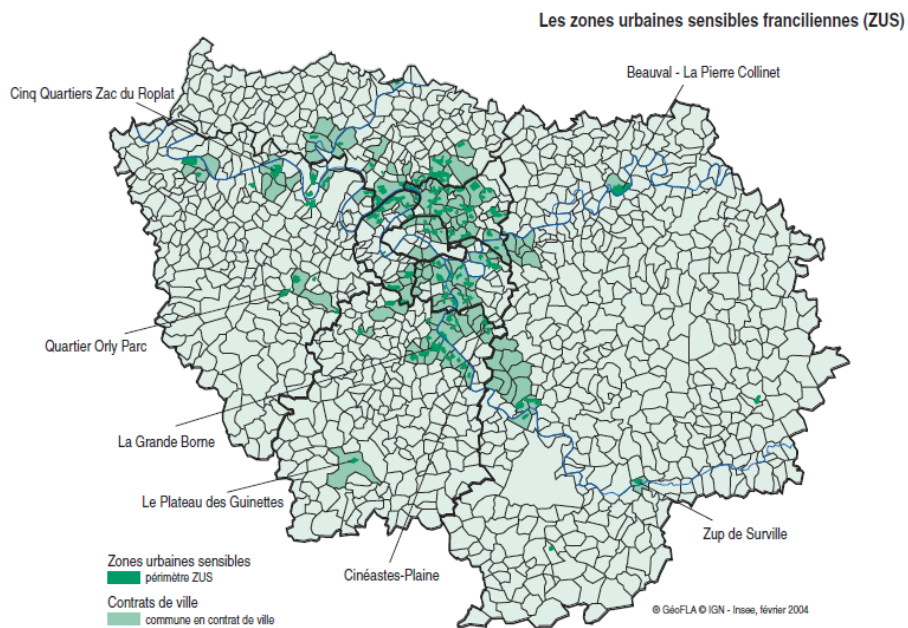 Les zones urbaines sensibles franciliennes (ZUS)
Beauval - La Pierre Collinet
Cinq Quartiers Zac du Roplat
Quartier Orly Parc
La Grande Borne
Le Plateau des Guinettes
Zup de Surville
Cinéastes-Plaine
Zones urbaines sensibles
périmètre ZUS
Contrats de ville
commune en contrat de ville
© GéoFLA © IGN - Insee, février 2004